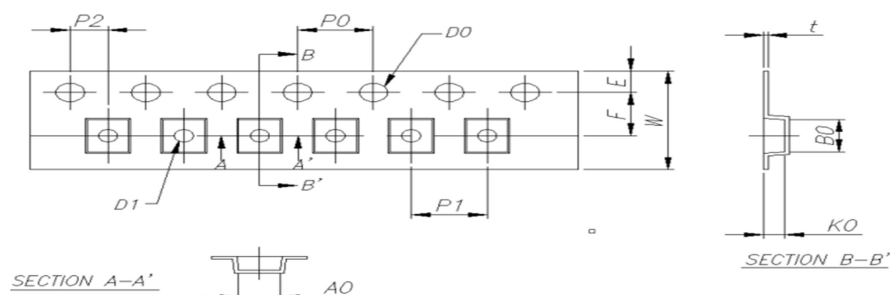 P2
P0
D0
t
B
E
F
W
B0
A
A'
D1
B'
P1
K0
SECTION B-B'
SECTION A-A'
A0